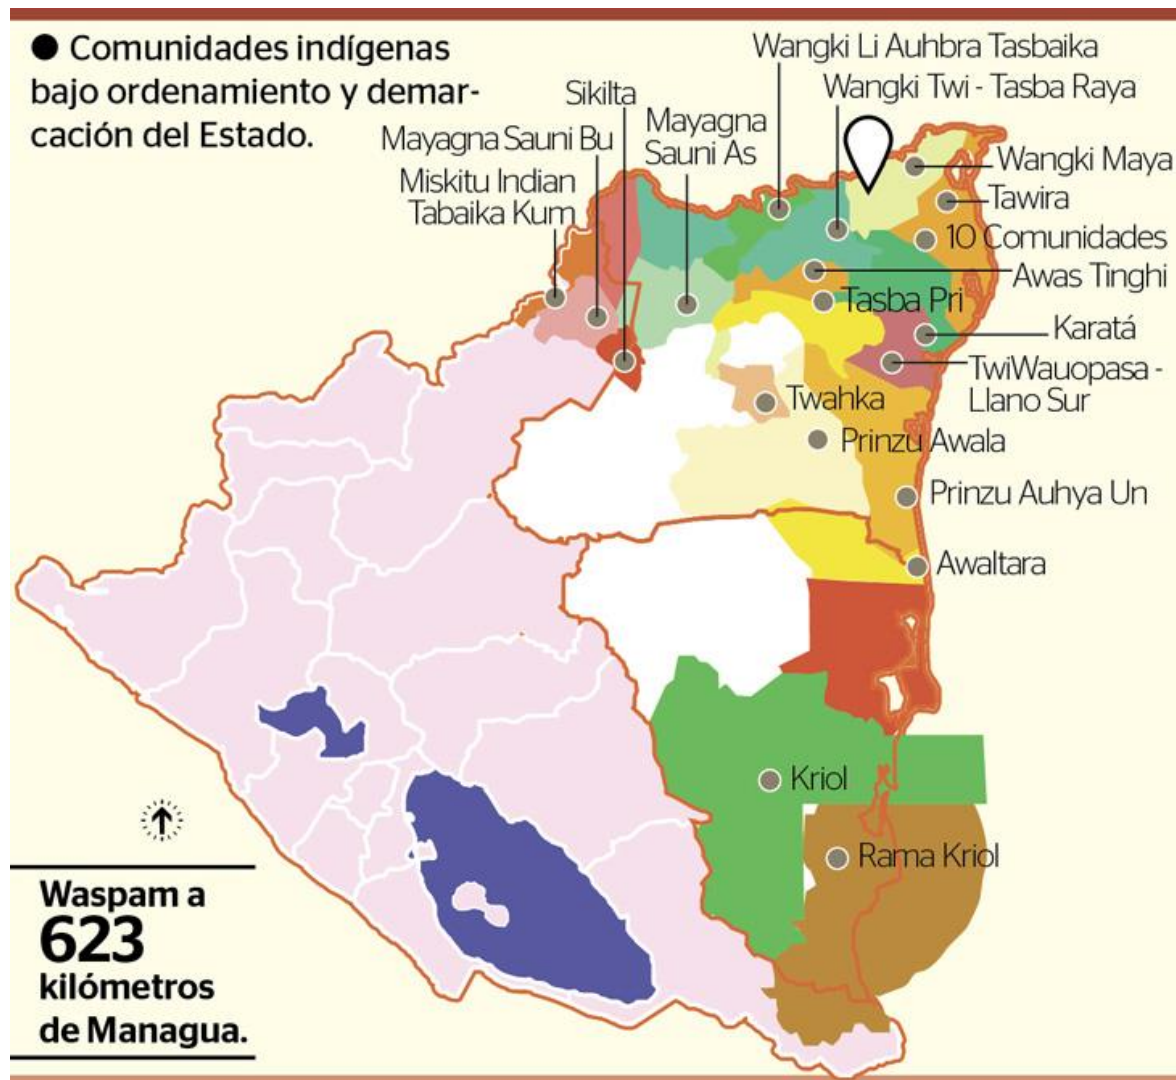 ● Comunidades indígenas
bajo ordenamiento y demar-
cación del Estado.
Wangki Li Auhbra Tasbaika
Wangki Twi - Tasba Raya
Sikilta
Mayagna
Sauni As
Mayagna Sauni Bu
Miskitu Indian
Tabaika Kum
Wangki Maya
Tawira
10 Comunidades
Awas Tinghi
Tasba Pri
Karatá
TwiWauopasa -
Llano Sur
Twahka
Prinzu Awala
Prinzu Auhya Un
Awaltara
Kriol
Rama Kriol
Waspam a
623
kilómetros
de Managua.